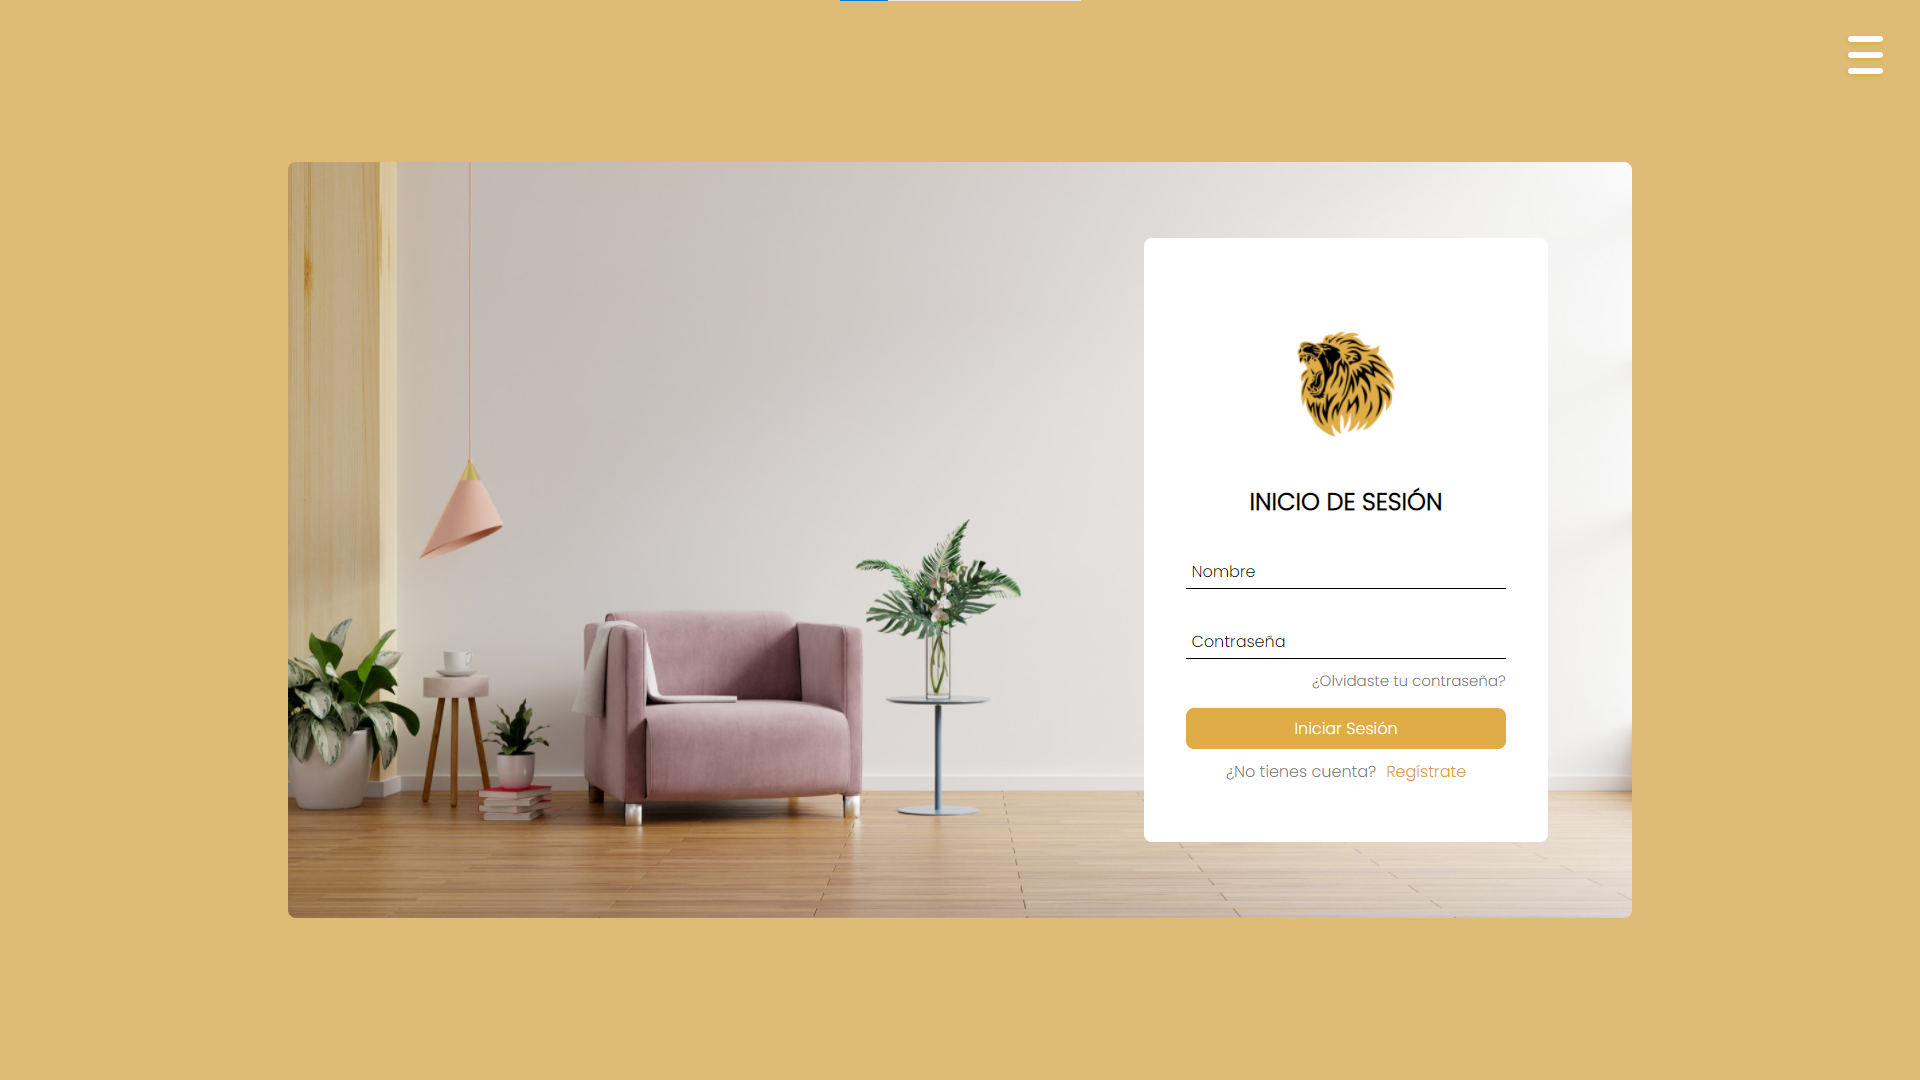 INICIO DE SESIÓN
Nombre
Contraseña
¿Olvidaste tu contraseña?
Iniciar Sesión
¿No tienes cuenta? Regístrate